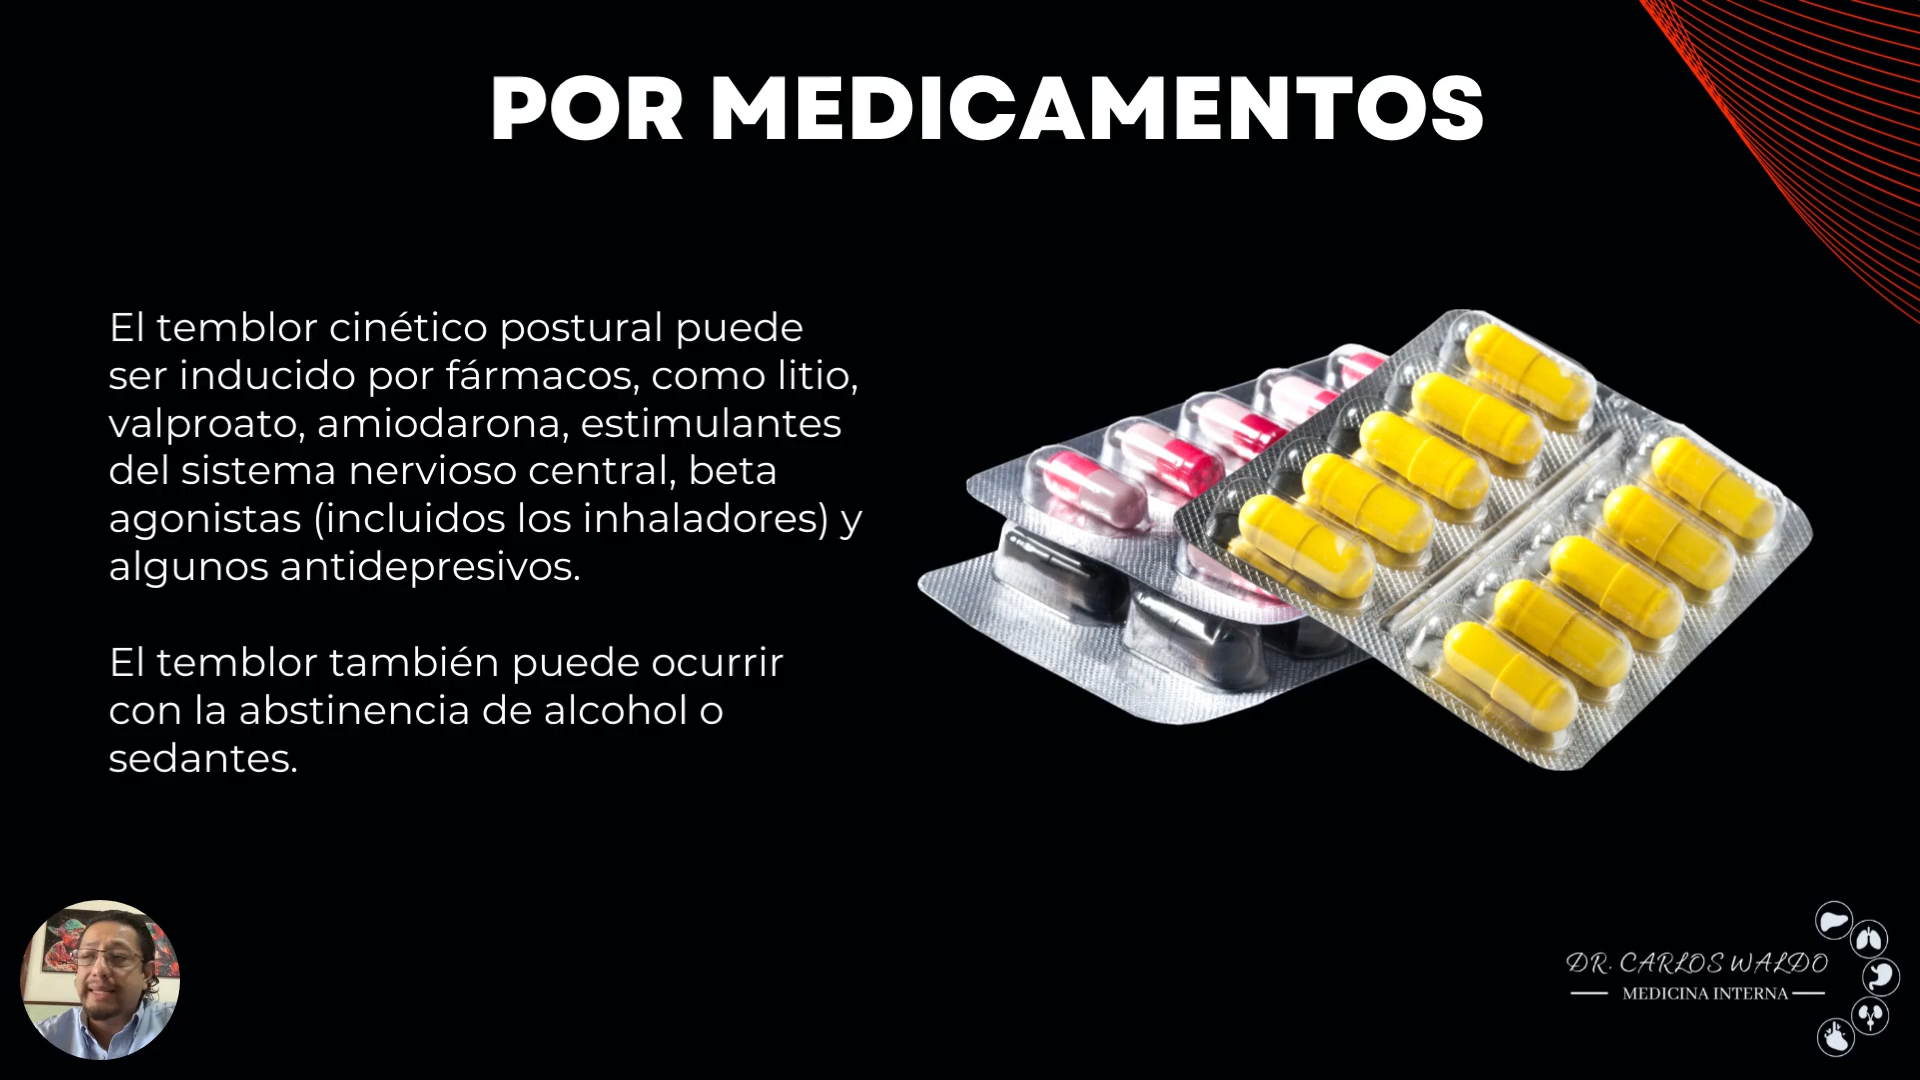 POR MEDICAMENTOS
El temblor cinético postural puede
ser inducido por fármacos, como litio,
valproato, amiodarona, estimulantes
del sistema nervioso central, beta
agonistas (incluidos los inhaladores) y
algunos antidepresivos.
El temblor también puede ocurrir
con la abstinencia de alcohol o
sedantes.
DR. CARLOS WALDO
MEDICINA INTERNA